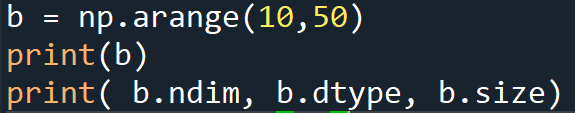 b = np.arange(10,50)
print(b)
print( b.ndim, b.dtype, b.size)